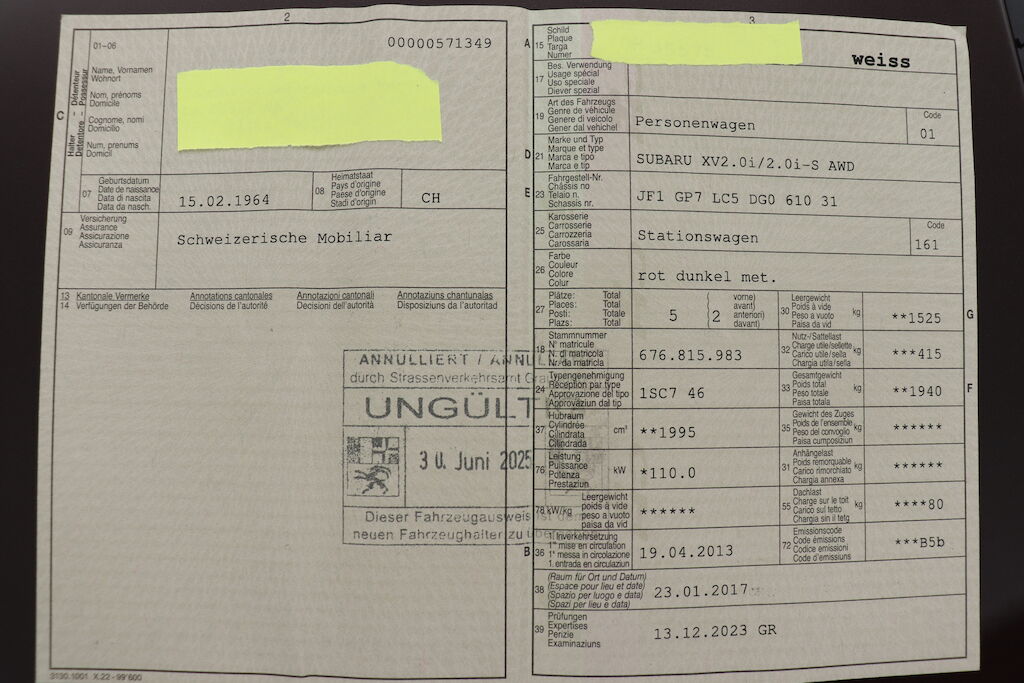 2
01-06
00000571349
C
Halter – Détenteur
Detentore – Possessur
Name, Vornamen
Wohnort
Nom, prénoms
Domicile
Cognome, nomi
Domicilio
Num, prenums
Domicil
07
Geburtsdatum
Date de naissance
Data di nascita
Data da nasch.
15.02.1964
08
Heimatstaat
Pays d'origine
Paese d'origine
Stadi d'origin
CH
09
Versicherung
Assurance
Assicurazione
Assicuranza
Schweizerische Mobiliar
13 Kantonale Vermerke Annotations cantonales Annotazioni cantonali Annotaziuns chantunalas
14 Verfügungen der Behörde Décisions de l'autorité Decisioni dell'autorità Disposiziuns da l'autoritad
ANNULLIERT / ANNUL
durch Strassenverkehrsamt Gra
UNGÜLT
30. Juni 2025
Dieser Fahrzeugausweis ist dem
neuen Fahrzeughalter zu über
3130.1001 X.22 - 99'600
3
A
15
Schild
Plaque
Targa
Numer
weiss
17
Bes. Verwendung
Usage spécial
Uso speciale
Diever spezial
19
Art des Fahrzeugs
Genre de véhicule
Genere di veicolo
Gener dal vehichel
Personenwagen
Code
01
D
21
Marke und Typ
Marque et type
Marca e tipo
Marca e tip
SUBARU XV2.0i/2.0i-S AWD
E
23
Fahrgestell-Nr.
Châssis no
Telaio n.
Schassis nr.
JF1 GP7 LC5 DG0 610 31
25
Karosserie
Carrosserie
Carrozzeria
Carossaria
Stationswagen
Code
161
26
Farbe
Couleur
Colore
Colur
rot dunkel met.
27
Plätze: Total
Places: Total
Posti: Totale
Plazs: Total
5
2
vorne)
avant)
anteriori)
davant)
30
Leergewicht
Poids à vide
Peso a vuoto
Paisa da vid
kg
**1525
G
18
Stammnummer
N° matricule
N. di matricola
Nr. da matricla
676.815.983
32
Nutz-/Sattellast
Charge utile/sellette
Carico utile/sella
Chargia utila/sella
kg
***415
24
Typengenehmigung
Réception par type
Approvazione del tipo
Approvaziun dal tip
1SC7 46
33
Gesamtgewicht
Poids total
Peso totale
Paisa totala
kg
**1940
F
37
Hubraum
Cylindrée
Cilindrata
Cilindrada
cm³
**1995
35
Gewicht des Zuges
Poids de l'ensemble
Peso del convoglio
Paisa cumposiziun
kg
******
76
Leistung
Puissance
Potenza
Prestaziun
kW
*110.0
31
Anhängelast
Poids remorquable
Carico rimorchiato
Chargia annexa
kg
******
78 kW/kg
Leergewicht
poids à vide
peso a vuoto
paisa da vid
******
55
Dachlast
Charge sur le toit
Carico sul tetto
Chargia sin il tetg
kg
****80
B
36
1. Inverkehrsetzung
1re mise en circulation
1a messa in circolazione
1. entrada en circulaziun
19.04.2013
72
Emissionscode
Code émissions
Codice emissioni
Code d'emissiuns
***B5b
38
(Raum für Ort und Datum)
(Espace pour lieu et date)
(Spazio per luogo e data)
(Spazi per lieu e data)
23.01.2017
39
Prüfungen
Expertises
Perizie
Examinaziuns
13.12.2023 GR